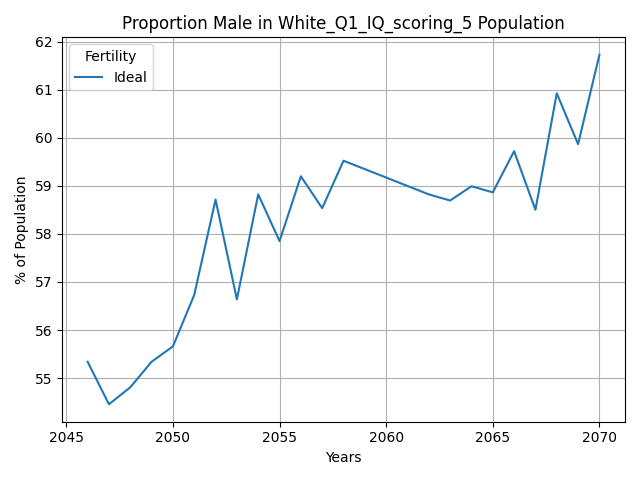 Proportion Male in White_Q1_IQ_scoring_5 Population
Fertility
Ideal
62
61
60
59
58
57
56
55
% of Population
2045
2050
2055
2060
2065
2070
Years